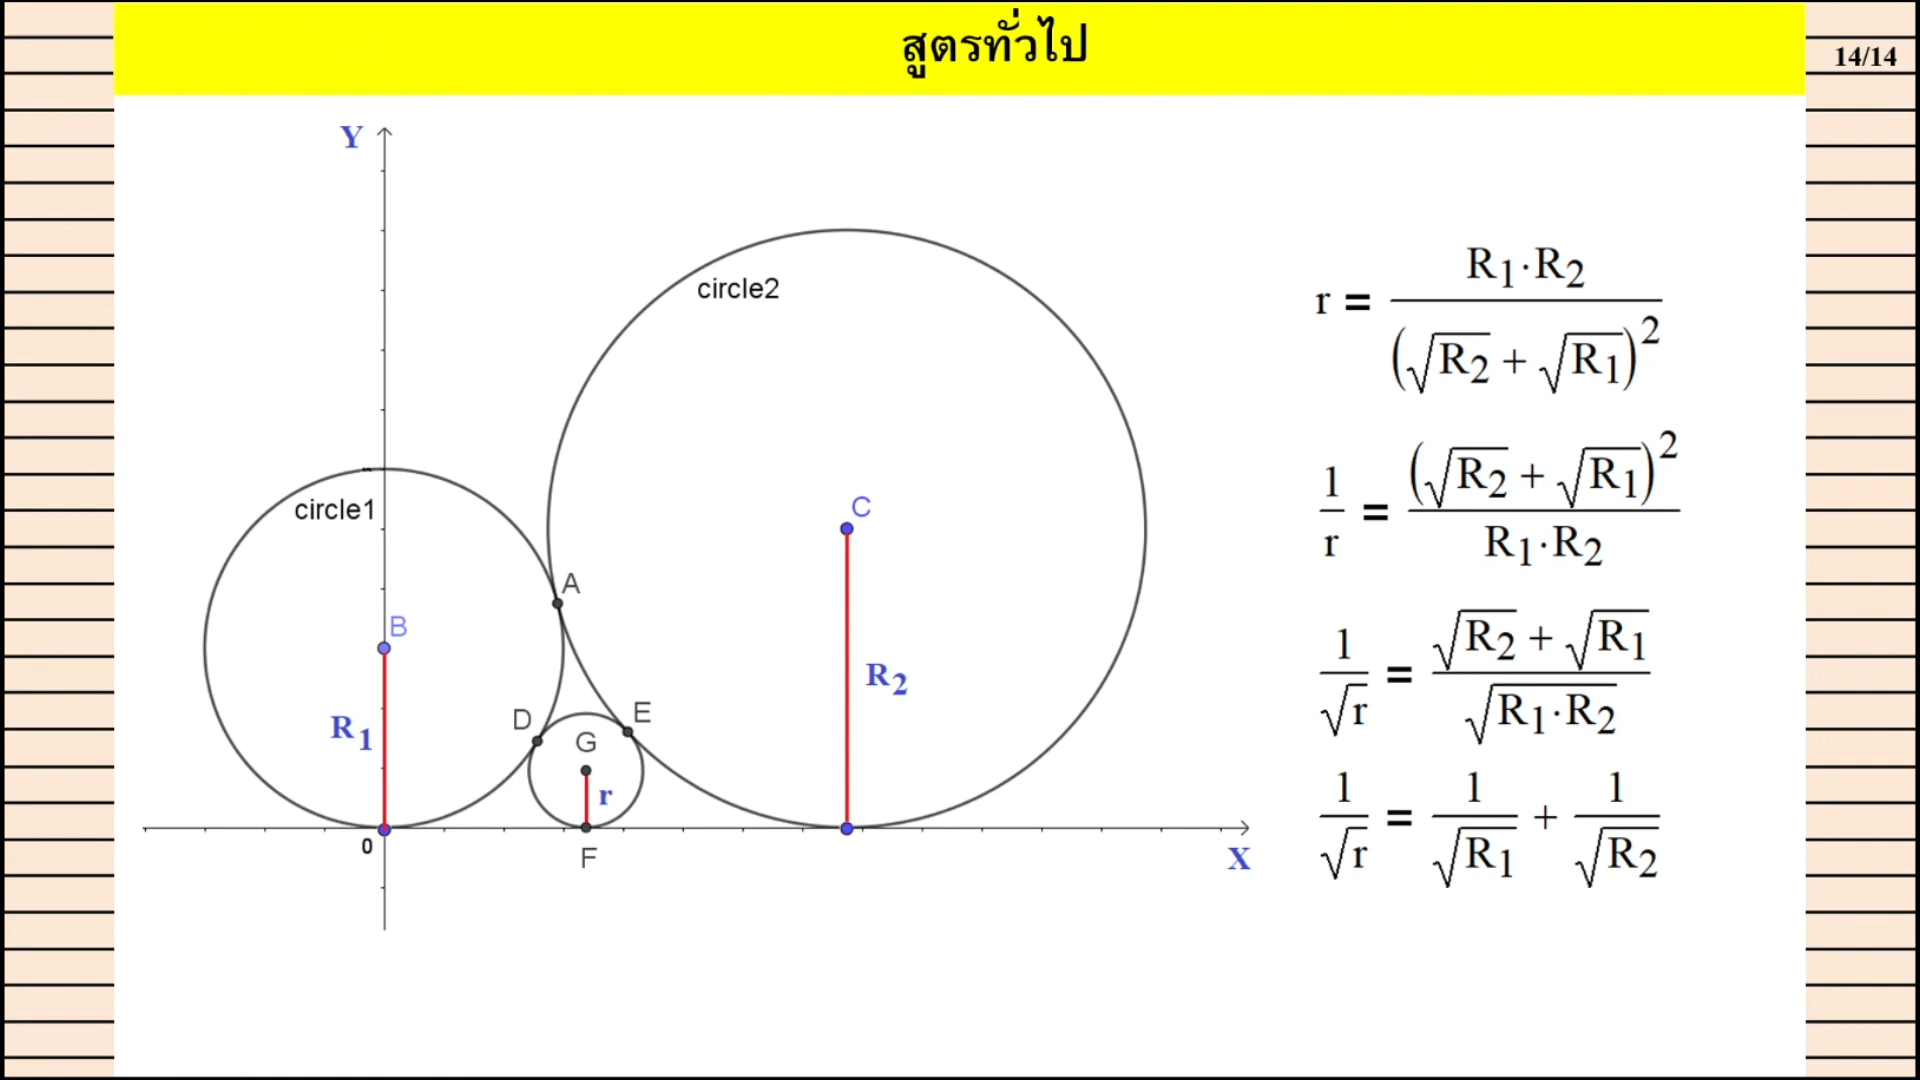 สูตรทั่วไป
14/14
Y
circle2
circle1
C
A
B
R₂
D
E
G
R₁
r
0
F
X
r = R₁·R₂ / (√R₂ + √R₁)²
1/r = (√R₂ + √R₁)² / R₁·R₂
1/√r = (√R₂ + √R₁) / √(R₁·R₂)
1/√r = 1/√R₁ + 1/√R₂